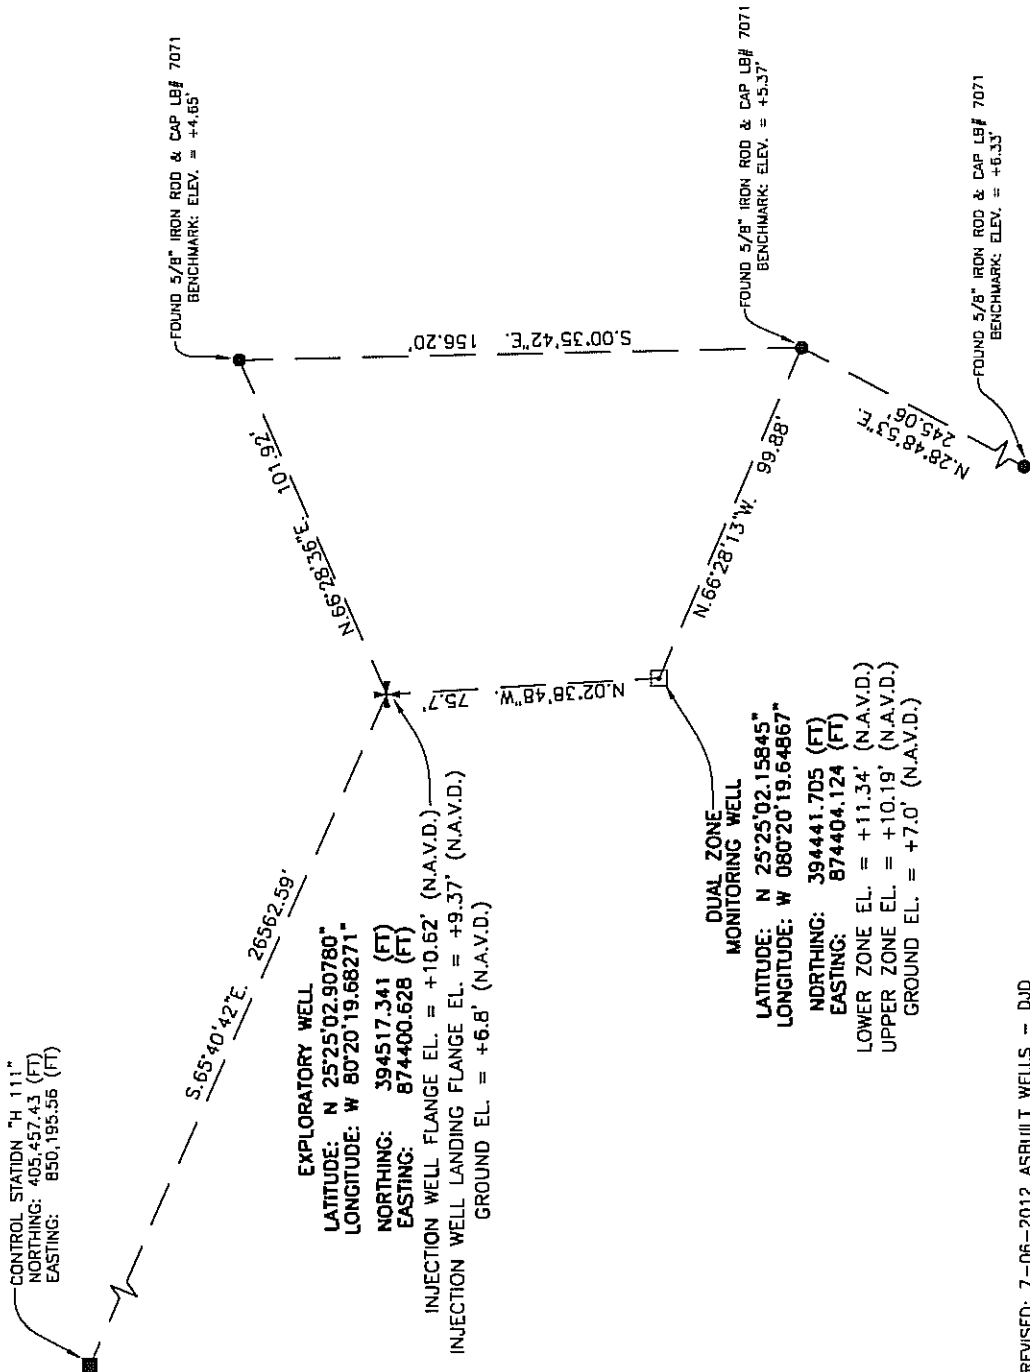 CONTROL STATION "H 111"
NORTHING: 405,457.43 (FT)
EASTING: 850,195.56 (FT)
S.65°40'42"E. 26562.59'
FOUND 5/8" IRON ROD & CAP LB# 7071
BENCHMARK: ELEV. = +4.65'
N.66°28'36"E. 101.92'
S.00°35'42"E. 156.20'
EXPLORATORY WELL
LATITUDE: N 25°25'02.90780"
LONGITUDE: W 80°20'19.68271"
NORTHING: 394517.341 (FT)
EASTING: 874400.628 (FT)
INJECTION WELL FLANGE EL. = +10.62' (N.A.V.D.)
INJECTION WELL LANDING FLANGE EL. = +9.37' (N.A.V.D.)
GROUND EL. = +6.8' (N.A.V.D.)
N.02°38'48"W. 75.7'
N.66°28'13"W. 99.88'
FOUND 5/8" IRON ROD & CAP LB# 7071
BENCHMARK: ELEV. = +5.37'
DUAL ZONE
MONITORING WELL
LATITUDE: N 25°25'02.15845"
LONGITUDE: W 080°20'19.64867"
NORTHING: 394441.705 (FT)
EASTING: 874404.124 (FT)
LOWER ZONE EL. = +11.34' (N.A.V.D.)
UPPER ZONE EL. = +10.19' (N.A.V.D.)
GROUND EL. = +7.0' (N.A.V.D.)
N.28°48'53"E.
245.06'
FOUND 5/8" IRON ROD & CAP LB# 7071
BENCHMARK: ELEV. = +6.33'
REVISED: 7-06-2012 ASBUILT WELLS - DJD